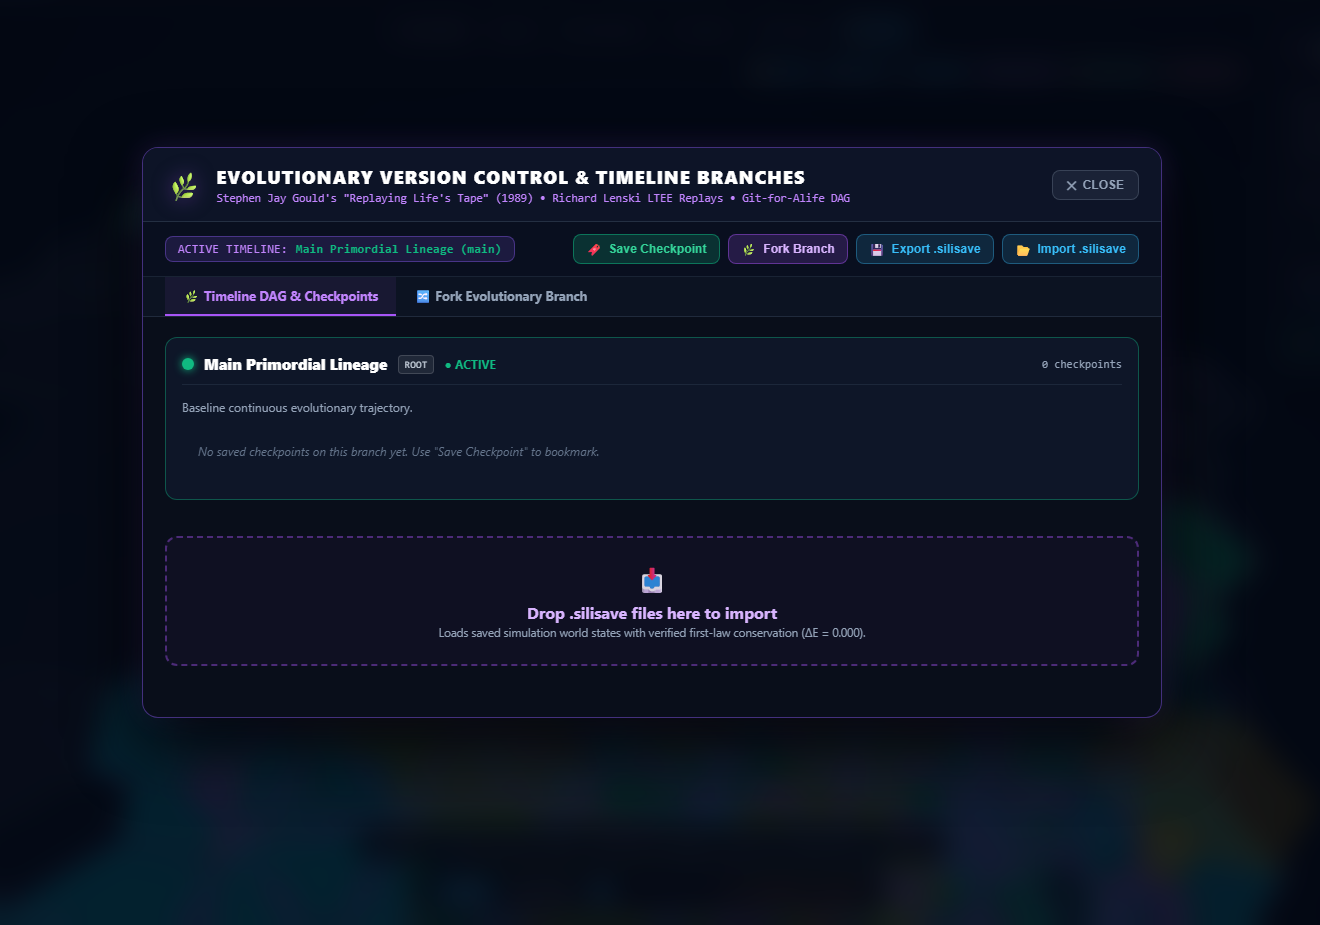 EVOLUTIONARY VERSION CONTROL & TIMELINE BRANCHES
Stephen Jay Gould's "Replaying Life's Tape" (1989) • Richard Lenski LTEE Replays • Git-for-Alife DAG
CLOSE
ACTIVE TIMELINE: Main Primordial Lineage (main)
Save Checkpoint
Fork Branch
Export .silisave
Import .silisave
Timeline DAG & Checkpoints
Fork Evolutionary Branch
Main Primordial Lineage
ROOT
● ACTIVE
0 checkpoints
Baseline continuous evolutionary trajectory.
No saved checkpoints on this branch yet. Use "Save Checkpoint" to bookmark.
Drop .silisave files here to import
Loads saved simulation world states with verified first-law conservation (ΔE = 0.000).